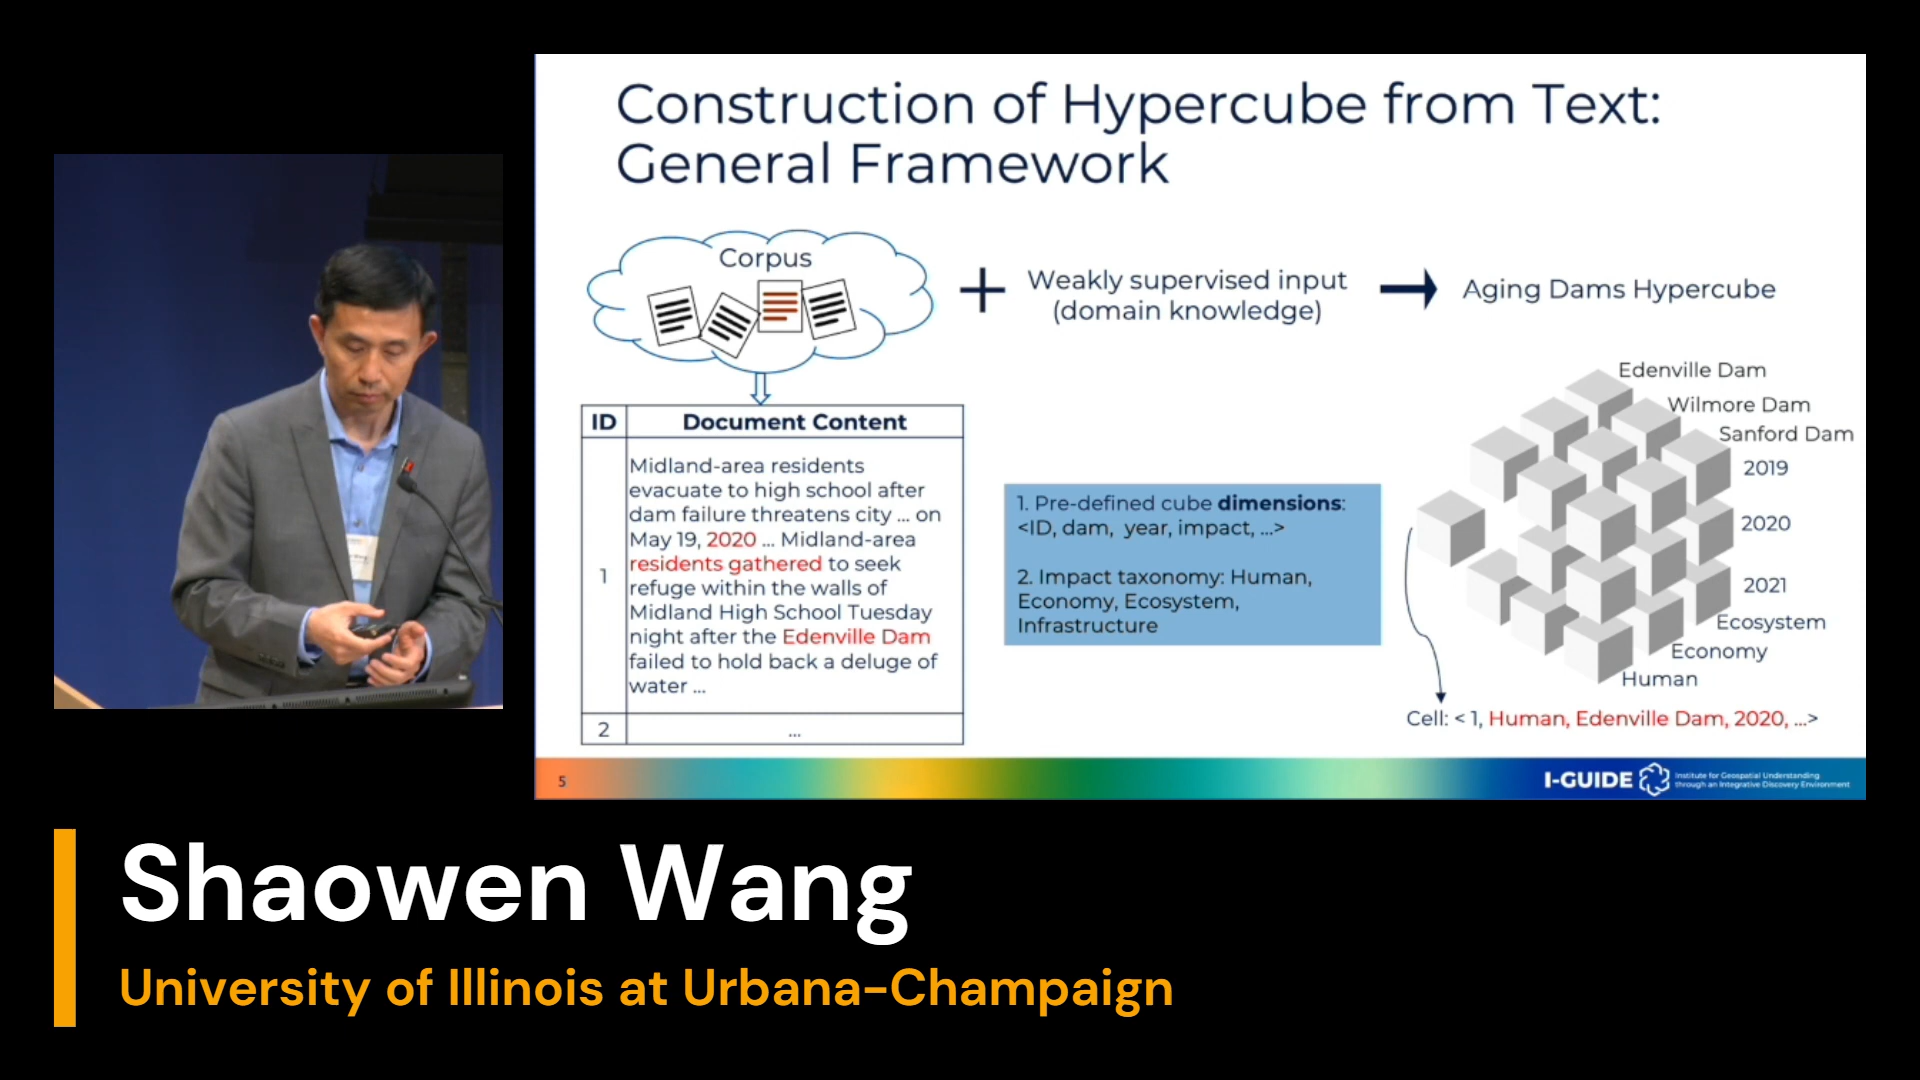 Construction of Hypercube from Text:
General Framework
Corpus
Weakly supervised input
(domain knowledge)
Aging Dams Hypercube
ID
Document Content
1
Midland-area residents
evacuate to high school after
dam failure threatens city ... on
May 19, 2020 ... Midland-area
residents gathered to seek
refuge within the walls of
Midland High School Tuesday
night after the Edenville Dam
failed to hold back a deluge of
water ...
2
...
1. Pre-defined cube dimensions:
<ID, dam, year, impact, ...>
2. Impact taxonomy: Human,
Economy, Ecosystem,
Infrastructure
Edenville Dam
Wilmore Dam
Sanford Dam
2019
2020
2021
Ecosystem
Economy
Human
Cell: < 1, Human, Edenville Dam, 2020, ...>
5
I-GUIDE
Institute for Geospatial Understanding
through an Integrative Discovery Environment
Shaowen Wang
University of Illinois at Urbana-Champaign